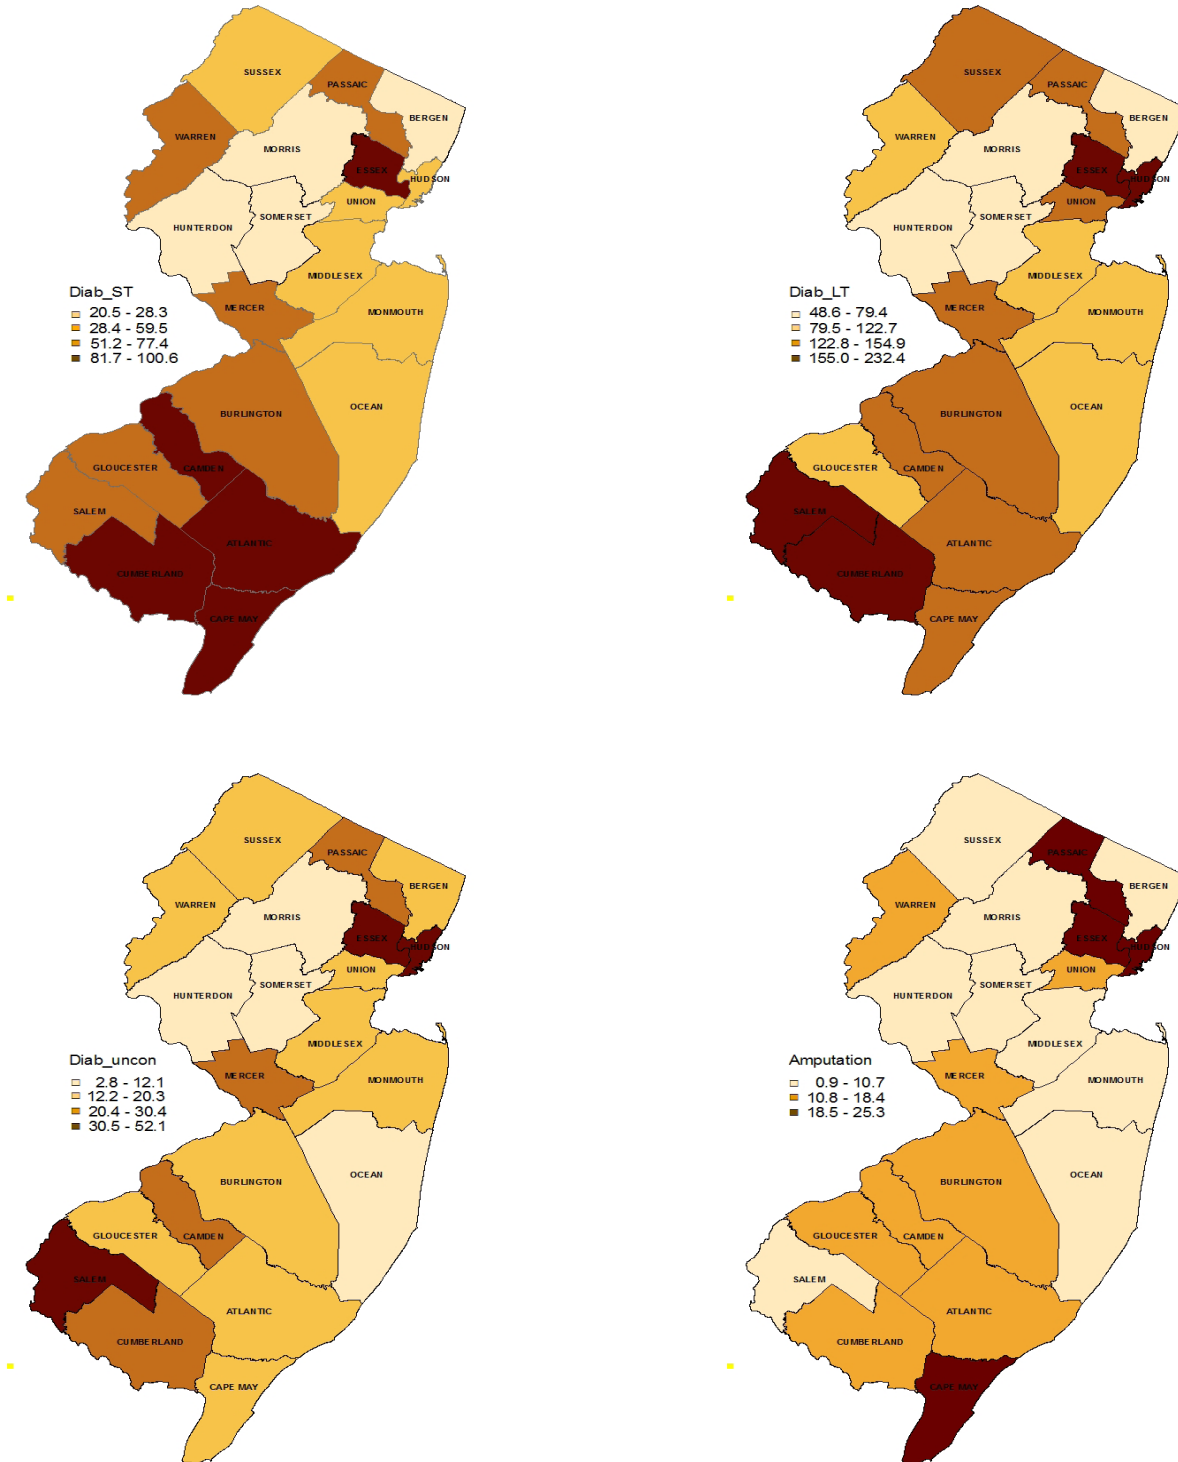 SUSSEX
PASSAIC
BERGEN
WARREN
MORRIS
ESSEX
HUDSON
UNION
SOMERSET
HUNTERDON
MIDDLESEX
Diab_ST
20.5 - 28.3
28.4 - 59.5
51.2 - 77.4
81.7 - 100.6
MERCER
MONMOUTH
OCEAN
BURLINGTON
GLOUCESTER
CAMDEN
SALEM
ATLANTIC
CUMBERLAND
CAPE MAY
SUSSEX
PASSAIC
BERGEN
WARREN
MORRIS
ESSEX
HUDSON
UNION
SOMERSET
HUNTERDON
MIDDLESEX
Diab_LT
48.6 - 79.4
79.5 - 122.7
122.8 - 154.9
155.0 - 232.4
MERCER
MONMOUTH
OCEAN
BURLINGTON
GLOUCESTER
CAMDEN
SALEM
ATLANTIC
CUMBERLAND
CAPE MAY
SUSSEX
PASSAIC
BERGEN
WARREN
MORRIS
ESSEX
HUDSON
UNION
SOMERSET
HUNTERDON
MIDDLESEX
Diab_uncon
2.8 - 12.1
12.2 - 20.3
20.4 - 30.4
30.5 - 52.1
MERCER
MONMOUTH
OCEAN
BURLINGTON
GLOUCESTER
CAMDEN
SALEM
ATLANTIC
CUMBERLAND
CAPE MAY
SUSSEX
PASSAIC
BERGEN
WARREN
MORRIS
ESSEX
HUDSON
UNION
SOMERSET
HUNTERDON
MIDDLESEX
Amputation
0.9 - 10.7
10.8 - 18.4
18.5 - 25.3
MERCER
MONMOUTH
OCEAN
BURLINGTON
GLOUCESTER
CAMDEN
SALEM
ATLANTIC
CUMBERLAND
CAPE MAY